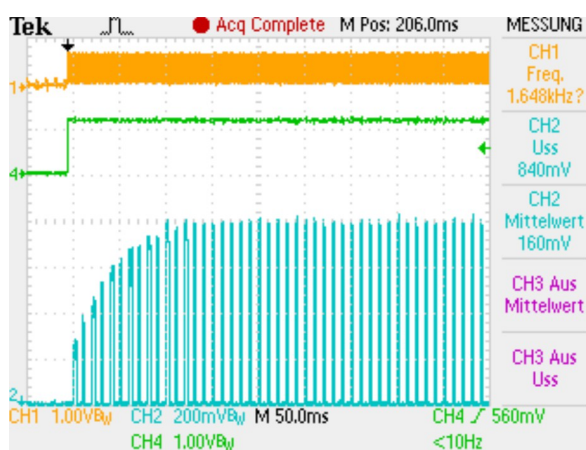 Tek Acq Complete M Pos: 206.0ms MESSUNG
CH1
Freq.
1.648kHz?
CH2
Uss
840mV
CH2
Mittelwert
160mV
CH3 Aus
Mittelwert
CH3 Aus
Uss
1
4
2
CH1 1.00VBw CH2 200mVBw M 50.0ms CH4 560mV
CH4 1.00VBw <10Hz